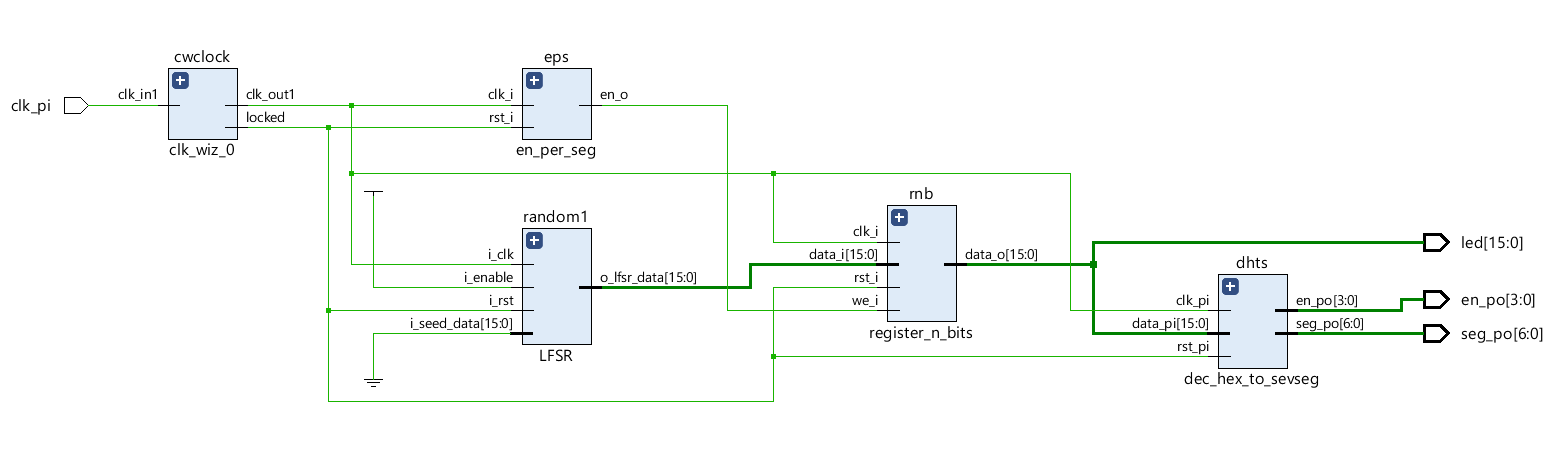 cwclock
clk_pi
clk_in1
clk_out1
locked
clk_wiz_0
eps
clk_i
rst_i
en_o
en_per_seg
random1
i_clk
i_enable
i_rst
i_seed_data[15:0]
o_lfsr_data[15:0]
LFSR
rnb
clk_i
data_i[15:0]
rst_i
we_i
data_o[15:0]
register_n_bits
dhts
clk_pi
data_pi[15:0]
rst_pi
en_po[3:0]
seg_po[6:0]
dec_hex_to_sevseg
led[15:0]
en_po[3:0]
seg_po[6:0]